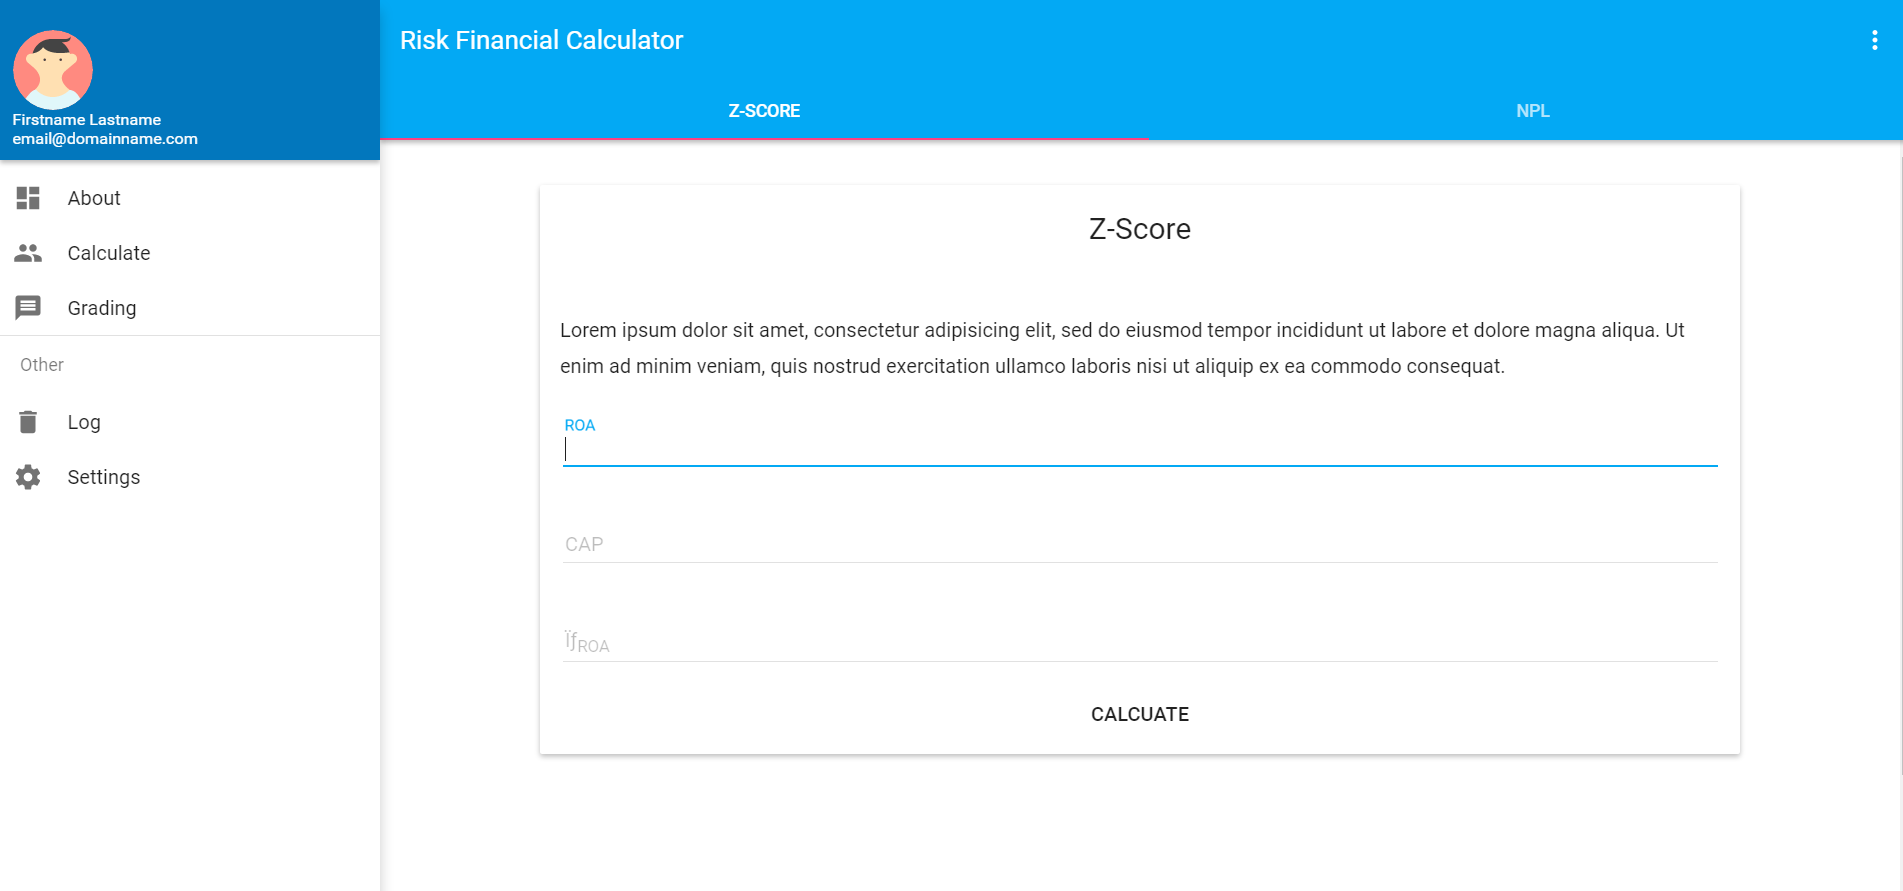 Firstname Lastname
email@domainname.com
About
Calculate
Grading
Other
Log
Settings
Risk Financial Calculator
Z-SCORE
NPL
Z-Score
Lorem ipsum dolor sit amet, consectetur adipisicing elit, sed do eiusmod tempor incididunt ut labore et dolore magna aliqua. Ut
enim ad minim veniam, quis nostrud exercitation ullamco laboris nisi ut aliquip ex ea commodo consequat.
ROA
CAP
ÏƒROA
CALCUATE